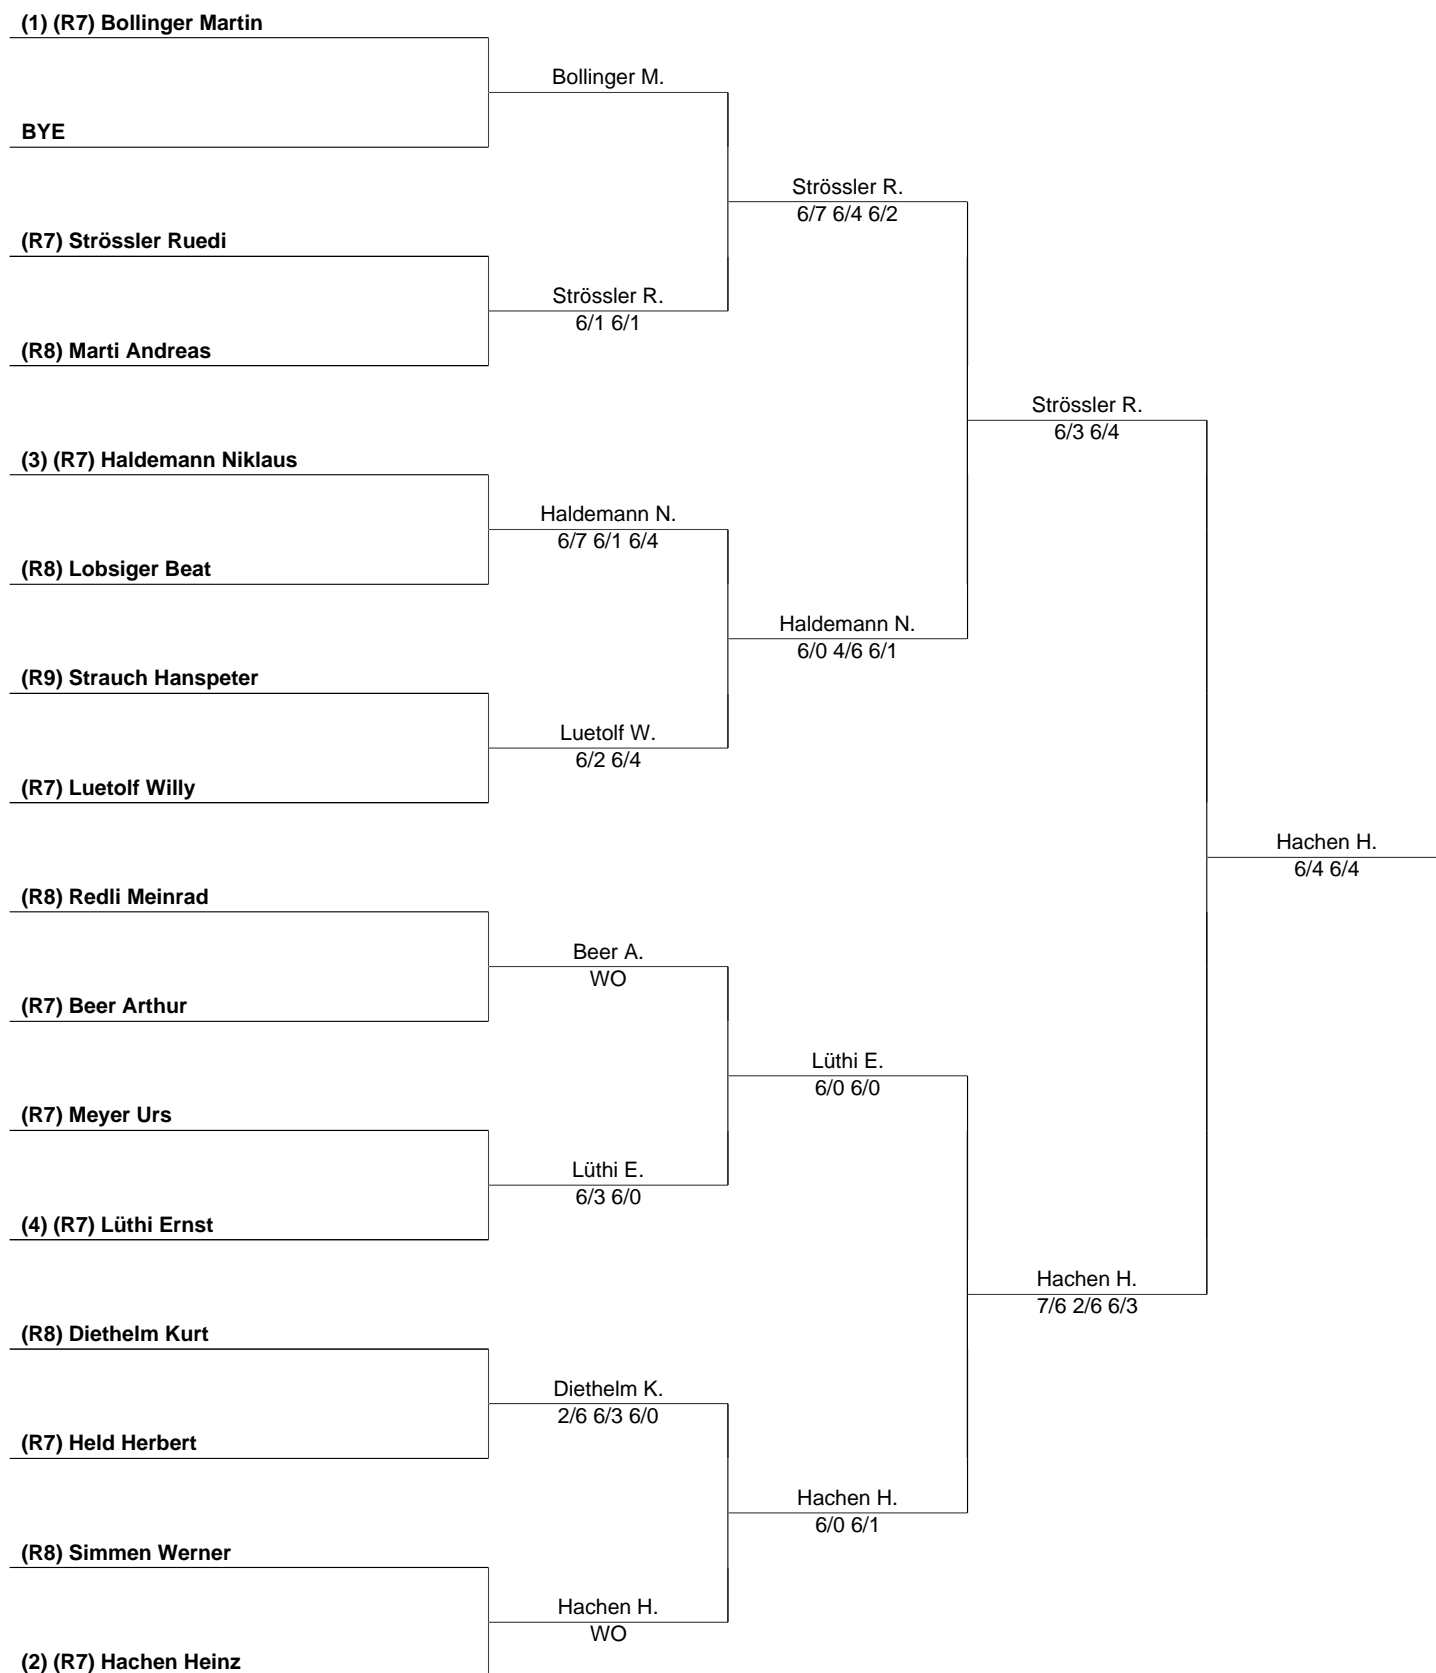 (1) (R7) Bollinger Martin
BYE
(R7) Strössler Ruedi
(R8) Marti Andreas
(3) (R7) Haldemann Niklaus
(R8) Lobsiger Beat
(R9) Strauch Hanspeter
(R7) Luetolf Willy
(R8) Redli Meinrad
(R7) Beer Arthur
(R7) Meyer Urs
(4) (R7) Lüthi Ernst
(R8) Diethelm Kurt
(R7) Held Herbert
(R8) Simmen Werner
(2) (R7) Hachen Heinz
Bollinger M.
Strössler R.
6/1 6/1
Haldemann N.
6/7 6/1 6/4
Luetolf W.
6/2 6/4
Beer A.
WO
Lüthi E.
6/3 6/0
Diethelm K.
2/6 6/3 6/0
Hachen H.
WO
Strössler R.
6/7 6/4 6/2
Haldemann N.
6/0 4/6 6/1
Lüthi E.
6/0 6/0
Hachen H.
6/0 6/1
Strössler R.
6/3 6/4
Hachen H.
7/6 2/6 6/3
Hachen H.
6/4 6/4